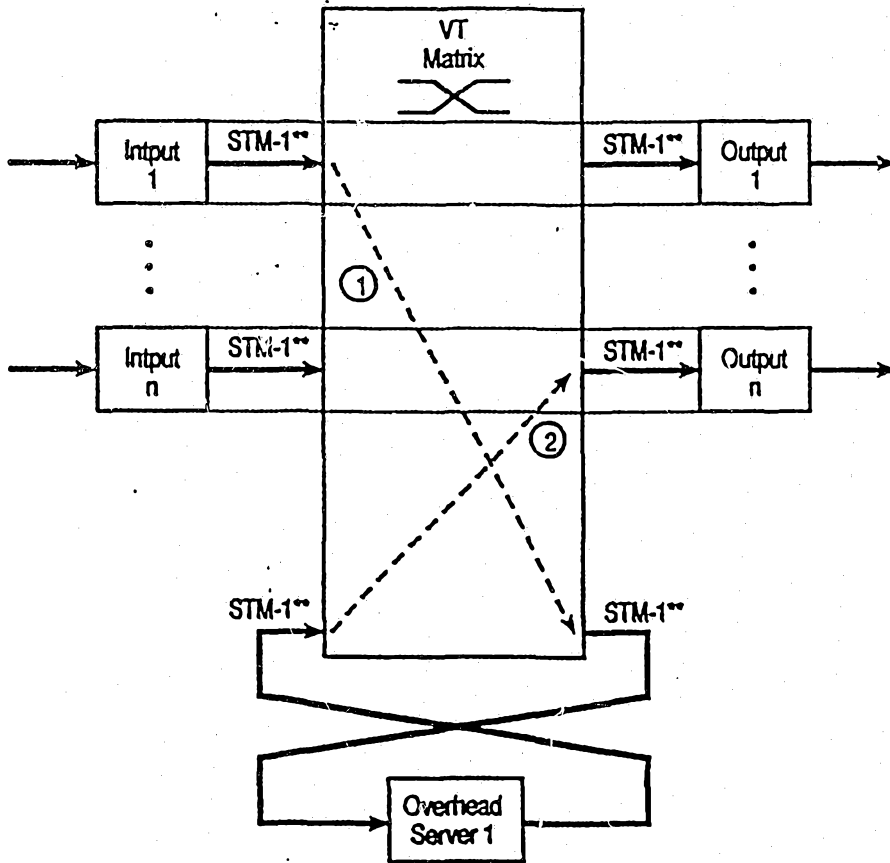 VT
Matrix
Intput
1
STM-1**
STM-1**
Output
1
1
Intput
n
STM-1**
STM-1**
Output
n
2
STM-1**
STM-1**
Overhead
Server 1